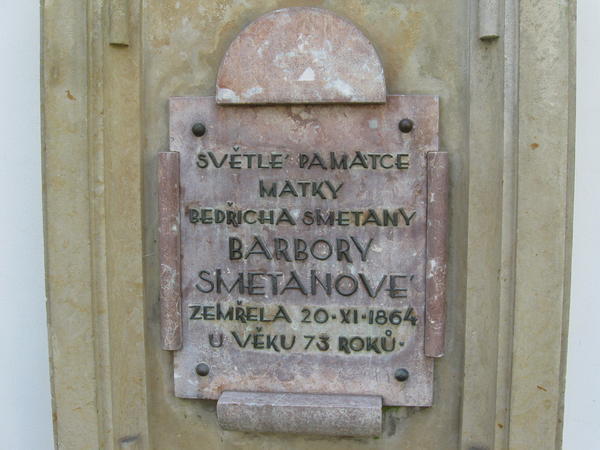 SVĚTLÉ PAMÁTCE
MATKY
BEDŘICHA SMETANY
BARBORY
SMETANOVÉ
ZEMŘELA 20·XI·1864
U VĚKU 73 ROKŮ·